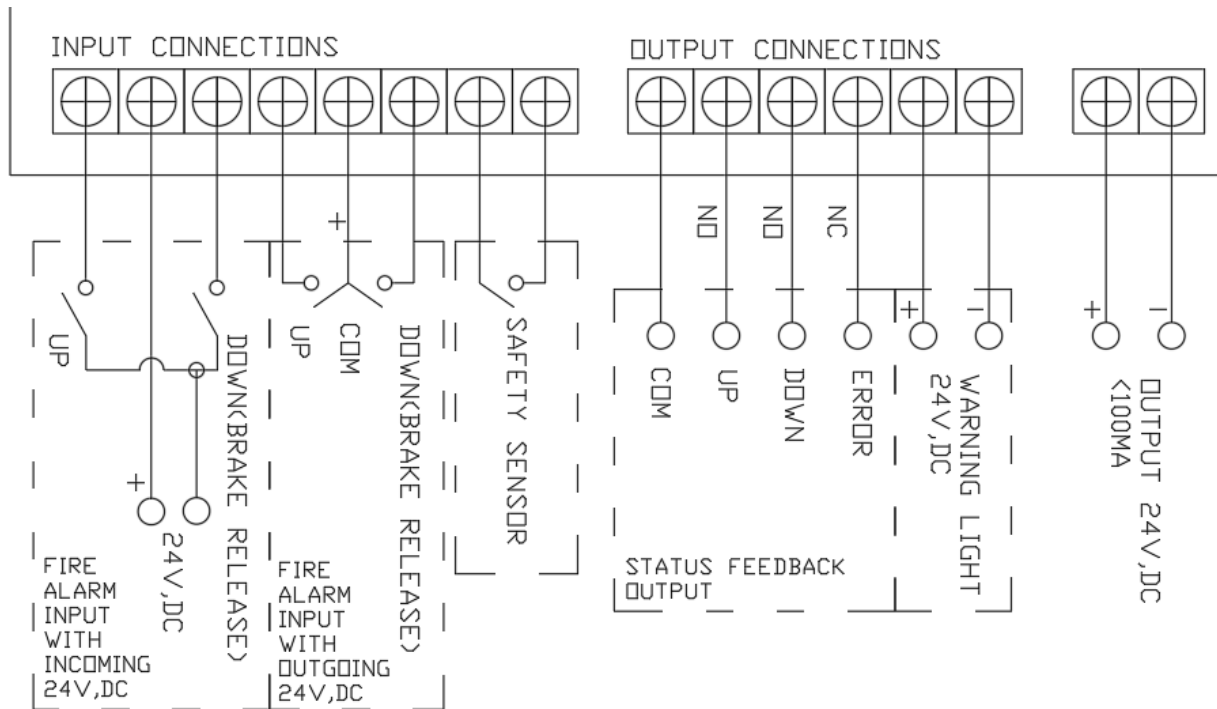 INPUT CONNECTIONS
OUTPUT CONNECTIONS
+
NO
NO
NC
UP
+
24V,DC
DOWN(BRAKE RELEASE)
FIRE
ALARM
INPUT
WITH
INCOMING
24V,DC
UP
COM
DOWN(BRAKE RELEASE)
FIRE
ALARM
INPUT
WITH
OUTGOING
24V,DC
SAFETY SENSOR
COM
UP
DOWN
ERROR
STATUS FEEDBACK
OUTPUT
+
-
WARNING LIGHT
24V,DC
+
-
OUTPUT 24V,DC
<100MA